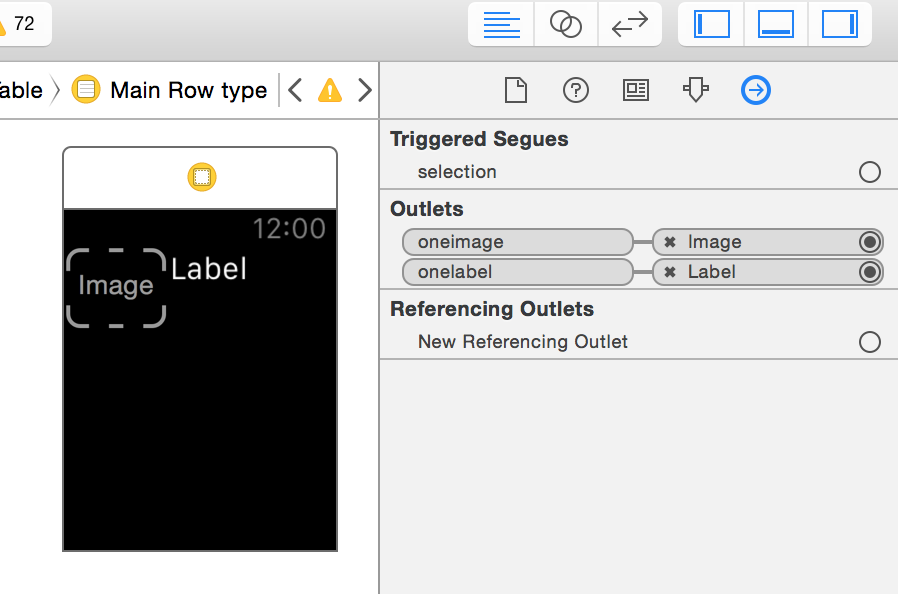 72
able
Main Row type
12:00
Image
Label
Triggered Segues
selection
Outlets
oneimage
Image
onelabel
Label
Referencing Outlets
New Referencing Outlet